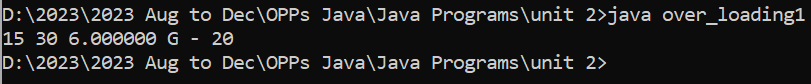 D:\2023\2023 Aug to Dec\OPPs Java\Java Programs\unit 2>java over_loading1
15 30 6.000000 G - 20
D:\2023\2023 Aug to Dec\OPPs Java\Java Programs\unit 2>